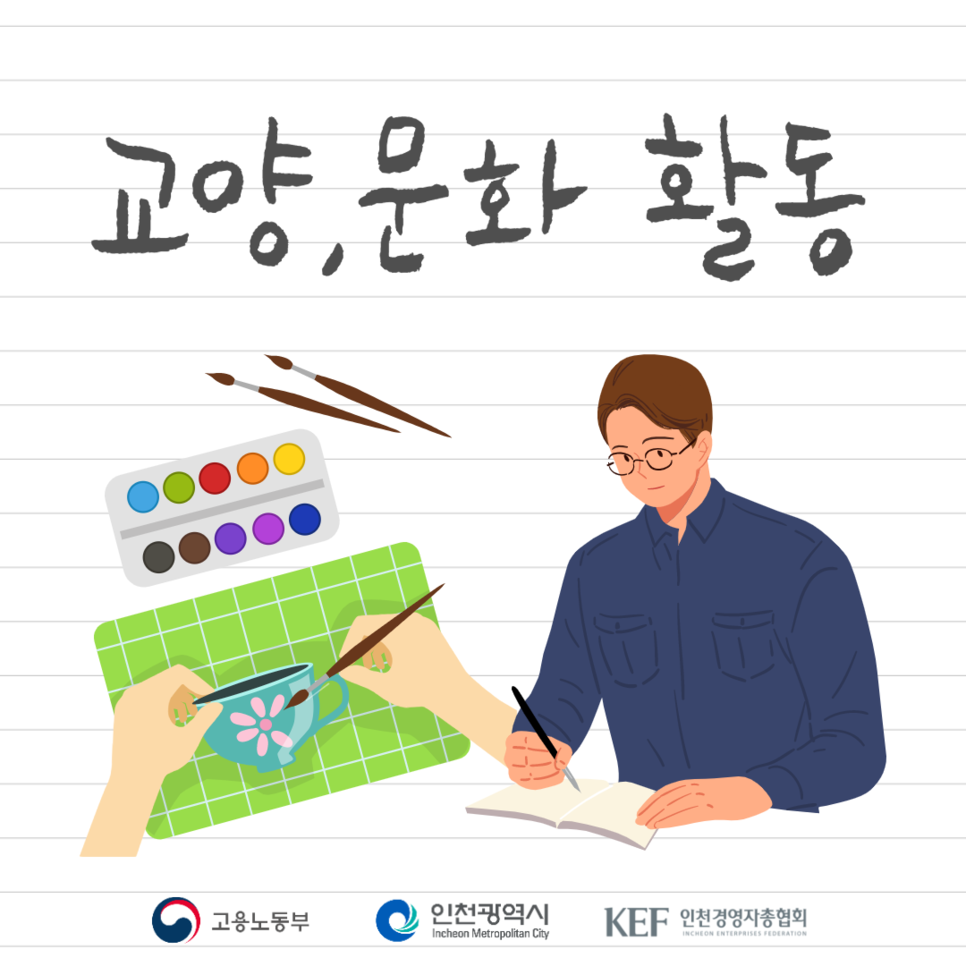 교양,문화 활동
고용노동부
인천광역시
Incheon Metropolitan City
KEF 인천경영자총협회
INCHEON ENTERPRISES FEDERATION